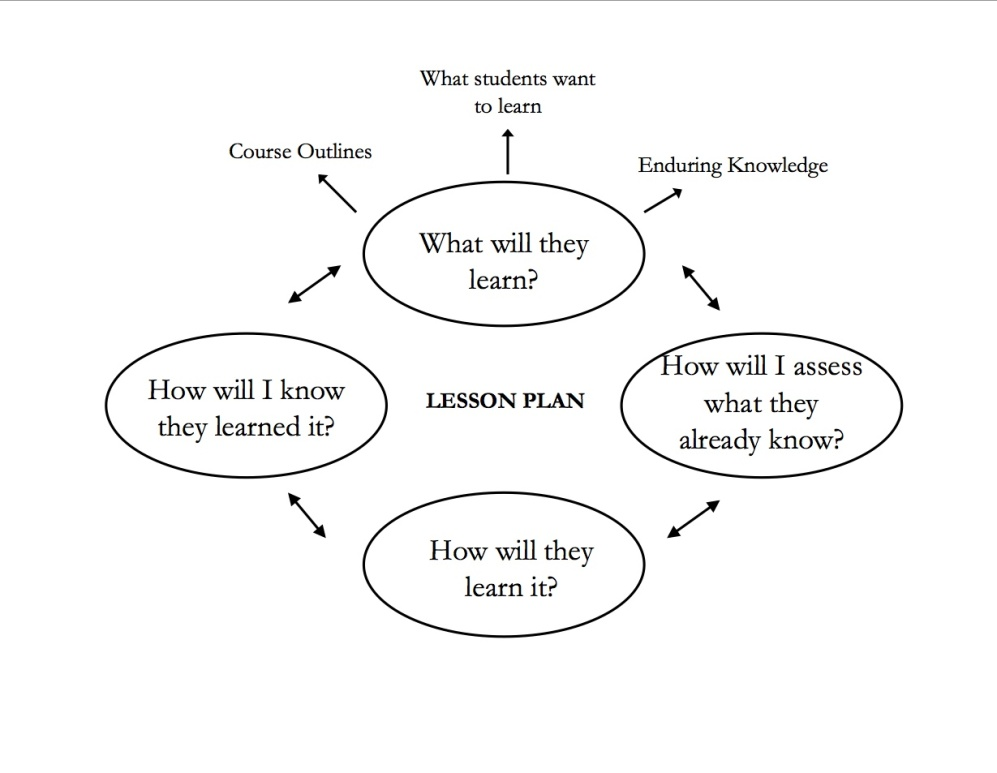 What students want
to learn
Course Outlines
Enduring Knowledge
What will they
learn?
How will I know
they learned it?
LESSON PLAN
How will I assess
what they
already know?
How will they
learn it?